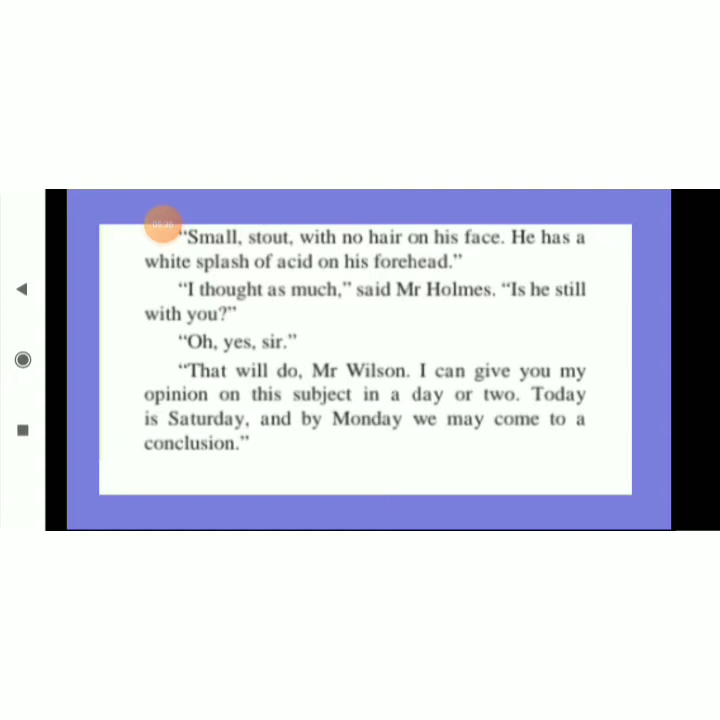 “Small, stout, with no hair on his face. He has a
white splash of acid on his forehead.”
“I thought as much,” said Mr Holmes. “Is he still
with you?”
“Oh, yes, sir.”
“That will do, Mr Wilson. I can give you my
opinion on this subject in a day or two. Today
is Saturday, and by Monday we may come to a
conclusion.”